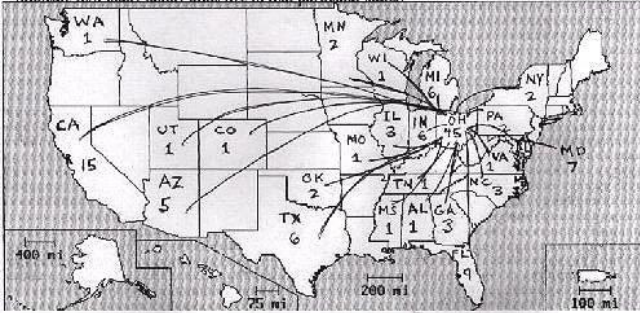 WA
1
MN
2
WI
1
MI
6
NY
2
CA
15
UT
1
CO
1
IL
3
IN
6
OH
45
PA
MO
1
VA
1
MD
7
AZ
5
OK
2
TN 1
NC
3
TX
6
MS
1
AL
1
GA
3
FL
9
400 mi
75 mi
200 mi
100 mi